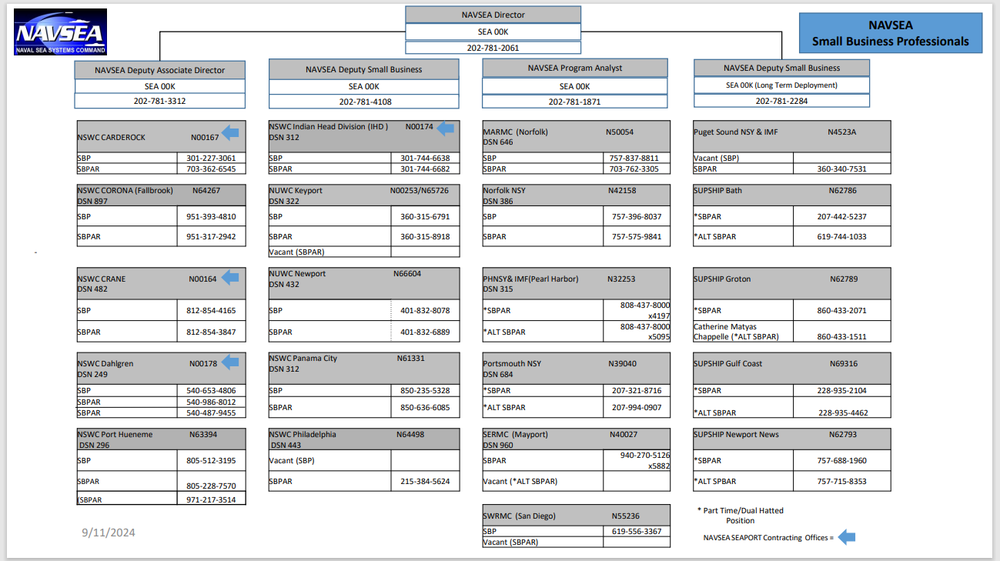 NAVSEA
NAVAL SEA SYSTEMS COMMAND
NAVSEA Director
SEA 00K
202-781-2061
NAVSEA
Small Business Professionals
NAVSEA Deputy Associate Director
SEA 00K
202-781-3312
NAVSEA Deputy Small Business
SEA 00K
202-781-4108
NAVSEA Program Analyst
SEA 00K
202-781-1871
NAVSEA Deputy Small Business
SEA 00K (Long Term Deployment)
202-781-2284
NSWC CARDEROCK N00167
SBP 301-227-3061
SBPAR 703-362-6545
NSWC CORONA (Fallbrook) N64267
DSN 897
SBP 951-393-4810
SBPAR 951-317-2942
-
NSWC CRANE N00164
DSN 482
SBP 812-854-4165
SBPAR 812-854-3847
NSWC Dahlgren N00178
DSN 249
SBP 540-653-4806
SBPAR 540-986-8012
SBPAR 540-487-9455
NSWC Port Hueneme N63394
DSN 296
SBP 805-512-3195
SBPAR 805-228-7570
(SBPAR 971-217-3514
9/11/2024
NSWC Indian Head Division (IHD ) N00174
DSN 312
SBP 301-744-6638
SBPAR 301-744-6682
NUWC Keyport N00253/N65726
DSN 322
SBP 360-315-6791
SBPAR 360-315-8918
Vacant (SBPAR)
NUWC Newport N66604
DSN 432
SBP 401-832-8078
SBPAR 401-832-6889
NSWC Panama City N61331
DSN 312
SBP 850-235-5328
SBPAR 850-636-6085
NSWC Philadelphia N64498
DSN 443
Vacant (SBP)
SBPAR 215-384-5624
MARMC (Norfolk) N50054
DSN 646
SBP 757-837-8811
SBPAR 703-762-3305
Norfolk NSY N42158
DSN 386
SBP 757-396-8037
SBPAR 757-575-9841
PHNSY& IMF(Pearl Harbor) N32253
DSN 315
*SBPAR 808-437-8000
x4197
*ALT SBPAR 808-437-8000
x5095
Portsmouth NSY N39040
DSN 684
*SBPAR 207-321-8716
*ALT SBPAR 207-994-0907
SERMC (Mayport) N40027
DSN 960
SBPAR 940-270-5126
x5882
Vacant (*ALT SBPAR)
SWRMC (San Diego) N55236
SBP 619-556-3367
Vacant (SBPAR)
Puget Sound NSY & IMF N4523A
Vacant (SBP)
SBPAR 360-340-7531
SUPSHIP Bath N62786
*SBPAR 207-442-5237
*ALT SBPAR 619-744-1033
SUPSHIP Groton N62789
*SBPAR 860-433-2071
Catherine Matyas
Chappelle (*ALT SBPAR) 860-433-1511
SUPSHIP Gulf Coast N69316
*SBPAR 228-935-2104
*ALT SBPAR 228-935-4462
SUPSHIP Newport News N62793
*SBPAR 757-688-1960
*ALT SPBAR 757-715-8353
* Part Time/Dual Hatted
Position
NAVSEA SEAPORT Contracting Offices =